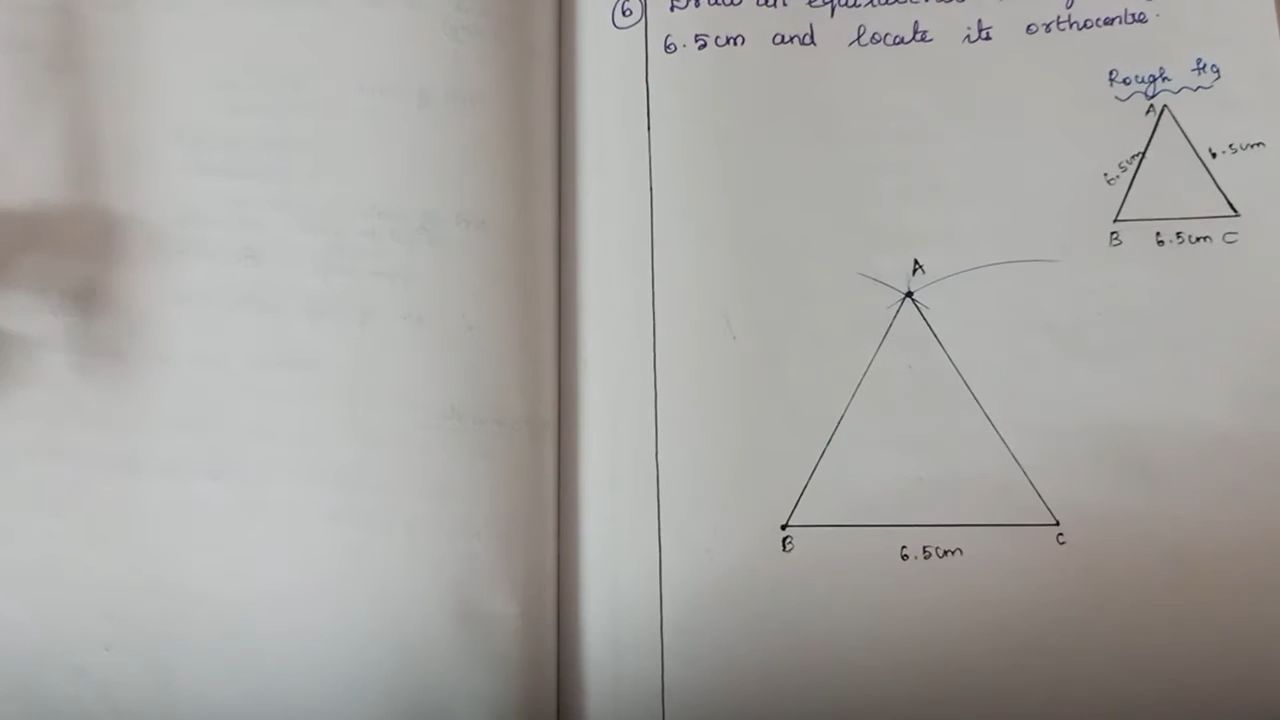 6
6.5cm and locate its orthocentre.
Rough fig
A
6.5cm
6.5cm
B 6.5cm C
A
B
C
6.5cm